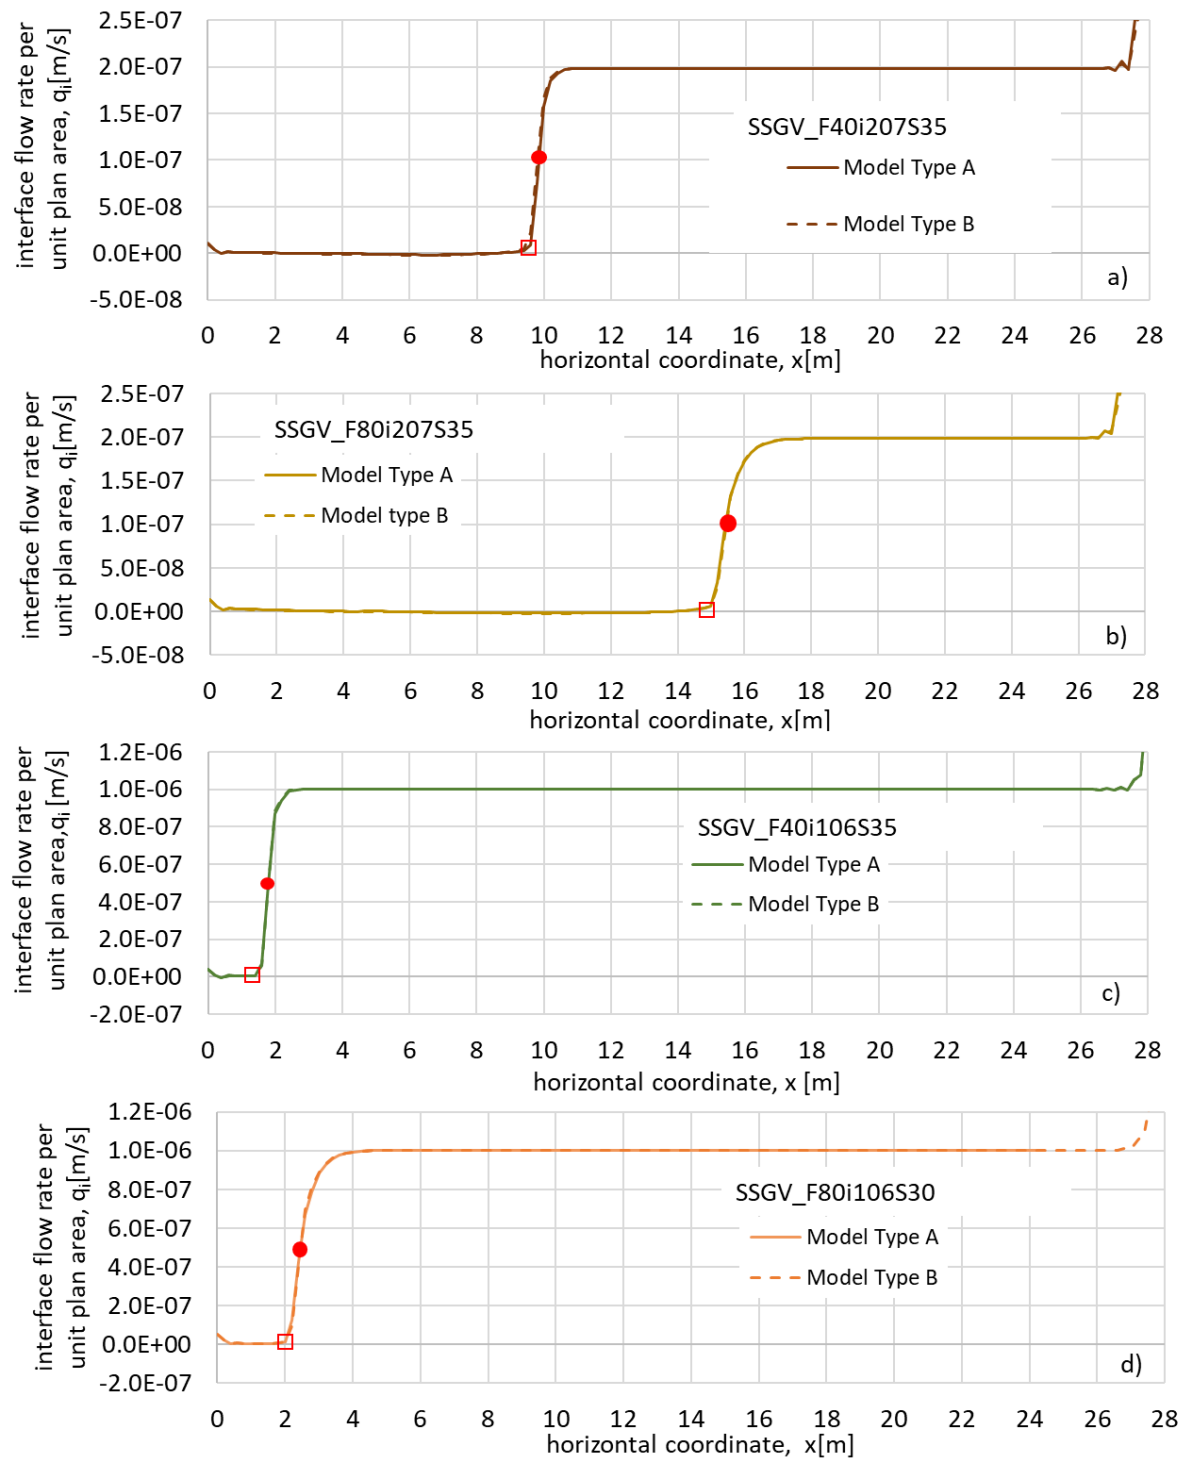 interface flow rate per
unit plan area, qi[m/s]
2.5E-07
2.0E-07
1.5E-07
1.0E-07
5.0E-08
0.0E+00
-5.0E-08
SSGV_F40i207S35
Model Type A
Model Type B
a)
0 2 4 6 8 10 12 14 16 18 20 22 24 26 28
horizontal coordinate, x[m]
interface flow rate per
unit plan area, qi[m/s]
2.5E-07
2.0E-07
1.5E-07
1.0E-07
5.0E-08
0.0E+00
-5.0E-08
SSGV_F80i207S35
Model Type A
Model type B
b)
0 2 4 6 8 10 12 14 16 18 20 22 24 26 28
horizontal coordinate, x[m]
interface flow rate per
unit plan area,qi [m/s]
1.2E-06
1.0E-06
8.0E-07
6.0E-07
4.0E-07
2.0E-07
0.0E+00
-2.0E-07
SSGV_F40i106S35
Model Type A
Model Type B
c)
0 2 4 6 8 10 12 14 16 18 20 22 24 26 28
horizontal coordinate, x [m]
interface flow rate per
unit plan area, qi[m/s]
1.2E-06
1.0E-06
8.0E-07
6.0E-07
4.0E-07
2.0E-07
0.0E+00
-2.0E-07
SSGV_F80i106S30
Model Type A
Model Type B
d)
0 2 4 6 8 10 12 14 16 18 20 22 24 26 28
horizontal coordinate, x[m]